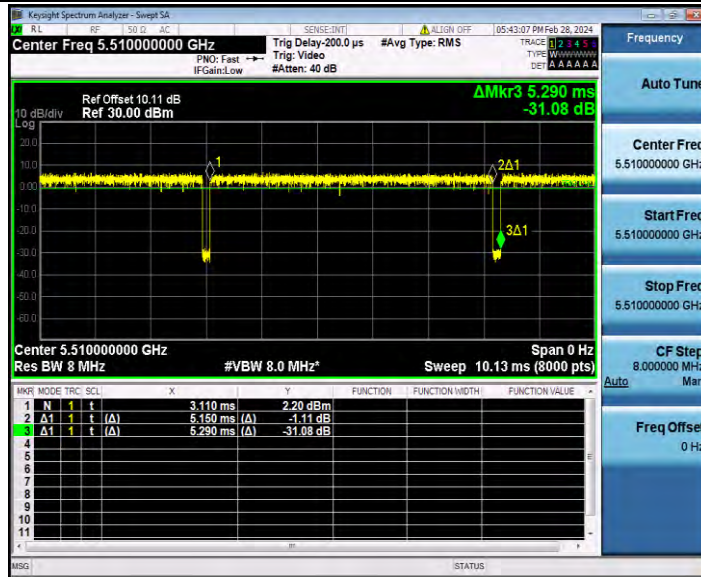 Keysight Spectrum Analyzer - Swept SA
RL RF 50 Ω AC SENSE:INT ALIGN OFF 05:43:07 PM Feb 28, 2024
Center Freq 5.510000000 GHz
PNO: Fast
IFGain:Low
Trig Delay-200.0 µs
Trig: Video
#Atten: 40 dB
#Avg Type: RMS
TRACE 1 2 3 4 5 6
TYPE WWWWWW
DET A A A A A A
Ref Offset 10.11 dB
10 dB/div Ref 30.00 dBm
Log
ΔMkr3 5.290 ms
-31.08 dB
20.0
10.0
0.00
-10.0
-20.0
-30.0
-40.0
-50.0
-60.0
1
2Δ1
3Δ1
Center 5.510000000 GHz Span 0 Hz
Res BW 8 MHz #VBW 8.0 MHz* Sweep 10.13 ms (8000 pts)
MKR MODE TRC SCL X Y FUNCTION FUNCTION WIDTH FUNCTION VALUE
1 N 1 t 3.110 ms 2.20 dBm
2 Δ1 1 t (Δ) 5.150 ms (Δ) -1.11 dB
3 Δ1 1 t (Δ) 5.290 ms (Δ) -31.08 dB
4
5
6
7
8
9
10
11
MSG STATUS
Frequency
Auto Tune
Center Freq
5.510000000 GHz
Start Freq
5.510000000 GHz
Stop Freq
5.510000000 GHz
CF Step
8.000000 MHz
Auto Man
Freq Offset
0 Hz